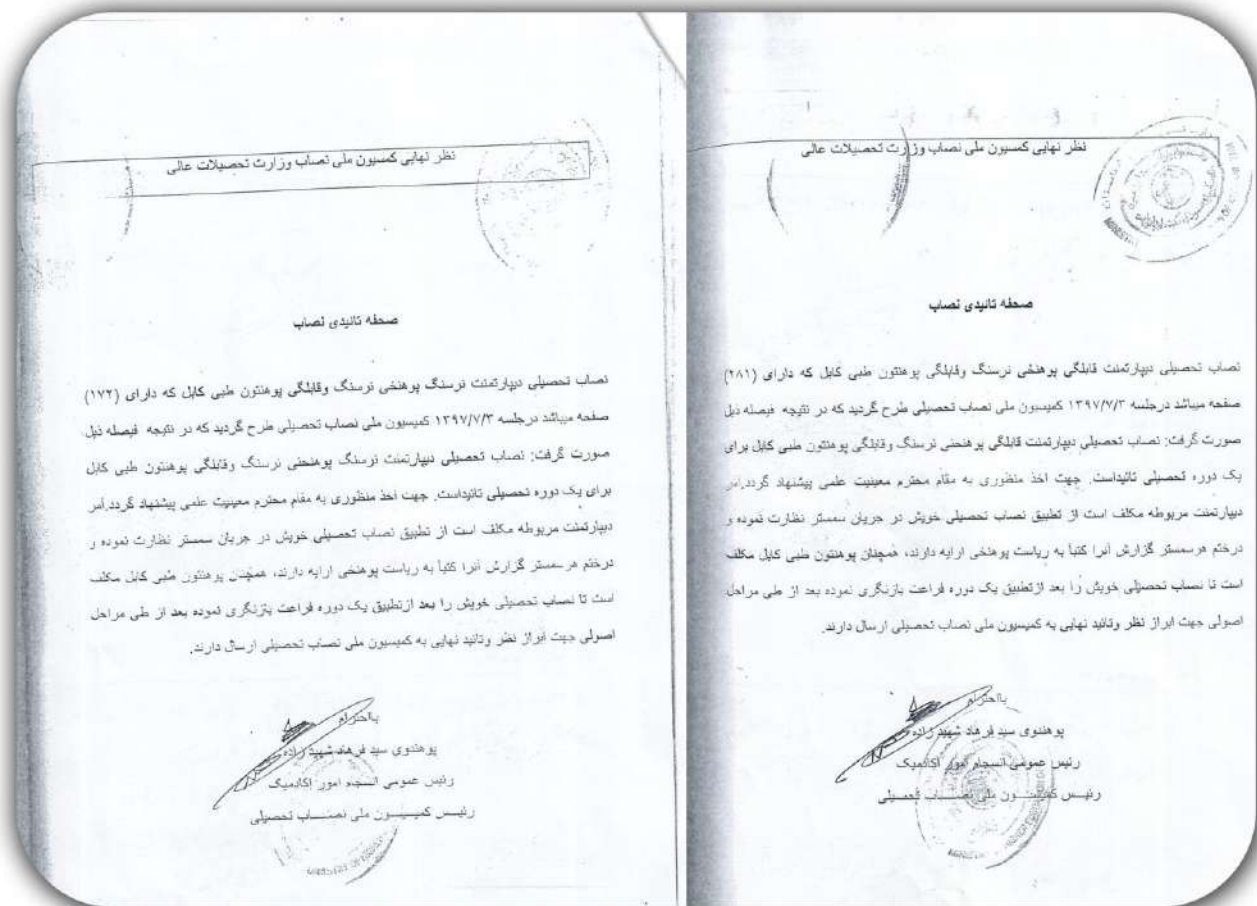 نظر نهایی کمسیون ملی نصاب وزارت تحصیلات عالی
صحفه تائیدی نصاب
نصاب تحصیلی دیپارتمنت نرسنگ پوهنخی نرسنگ وقابلگی پوهنتون طبی کابل که دارای (۱۷۲)
صفحه میباشد درجلسه ۱۳۹۷/۷/۳ کمیسیون ملی نصاب تحصیلی طرح گردید که در نتیجه فیصله ذیل
صورت گرفت: نصاب تحصیلی دیپارتمنت نرسنگ پوهنحی نرسنگ وقابلگی پوهنتون طبی کابل
برای یک دوره تحصیلی تائیداست. جهت اخذ منظوری به مقام محترم معینیت علمی پیشنهاد گردد.آمر
دیپارتمنت مربوطه مکلف است از تطبیق نصاب تحصیلی خویش در جریان سمستر نظارت نموده و
درختم هرسمستر گزارش آنرا کتباً به ریاست پوهنخی ارایه دارند، همچنان پوهنتون طبی کابل مکلف
است تا نصاب تحصیلی خویش را بعد ازتطبیق یک دوره فراعت بازنگری نموده بعد از طی مراحل
اصولی جهت ابراز نظر وتائید نهایی به کمیسیون ملی نصاب تحصیلی ارسال دارند.
بااحترام
پوهندوی سید فرهاد شهید زاده
رئیس عمومی انسجام امور اکادمیک
رئیس کمیسیون ملی نصاب تحصیلی
نظر نهایی کمسیون ملی نصاب وزارت تحصیلات عالی
صحفه تائیدی نصاب
نصاب تحصیلی دیپارتمنت قابلگی پوهنخی نرسنگ وقابلگی پوهنتون طبی کابل که دارای (۲۸۱)
صفحه میباشد درجلسه ۱۳۹۷/۷/۳ کمیسیون ملی نصاب تحصیلی طرح گردید که در نتیجه فیصله ذیل
صورت گرفت: نصاب تحصیلی دیپارتمنت قابلگی پوهنحی نرسنگ وقابلگی پوهنتون طبی کابل برای
یک دوره تحصیلی تائیداست. جهت اخذ منظوری به مقام محترم معینیت علمی پیشنهاد گردد.آمر
دیپارتمنت مربوطه مکلف است از تطبیق نصاب تحصیلی خویش در جریان سمستر نظارت نموده و
درختم هرسمستر گزارش آنرا کتباً به ریاست پوهنخی ارایه دارند، همچنان پوهنتون طبی کابل مکلف
است تا نصاب تحصیلی خویش را بعد ازتطبیق یک دوره فراعت بازنگری نموده بعد از طی مراحل
اصولی جهت ابراز نظر وتائید نهایی به کمیسیون ملی نصاب تحصیلی ارسال دارند.
بااحترام
پوهندوی سید فرهاد شهید زاده
رئیس عمومی انسجام امور اکادمیک
رئیس کمیسیون ملی نصاب تحصیلی